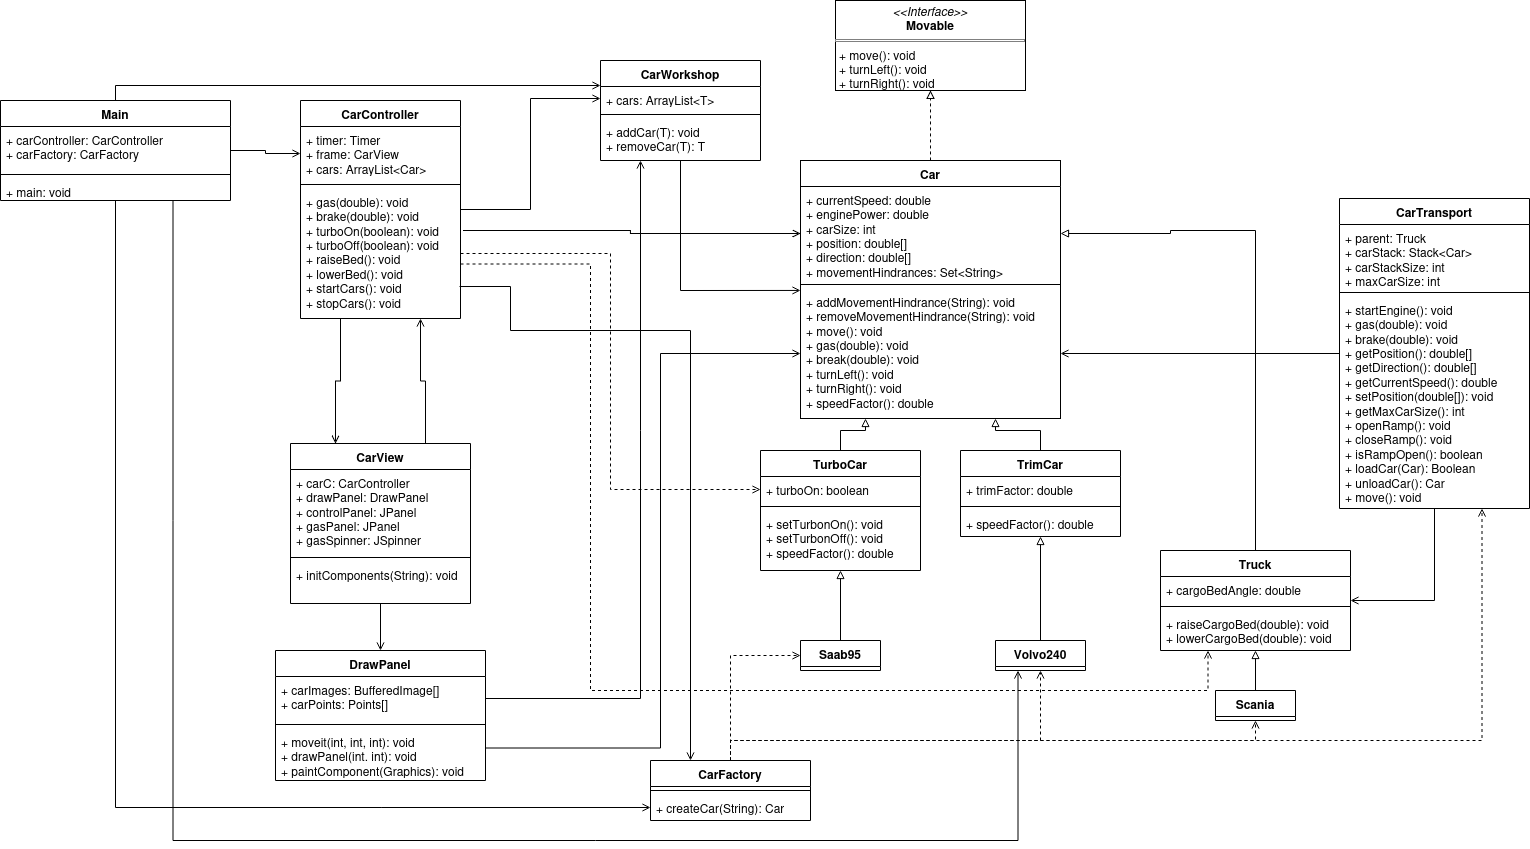 <<Interface>>
Movable
+ move(): void
+ turnLeft(): void
+ turnRight(): void
CarWorkshop
+ cars: ArrayList<T>
+ addCar(T): void
+ removeCar(T): T
Main
+ carController: CarController
+ carFactory: CarFactory
+ main: void
CarController
+ timer: Timer
+ frame: CarView
+ cars: ArrayList<Car>
+ gas(double): void
+ brake(double): void
+ turboOn(boolean): void
+ turboOff(boolean): void
+ raiseBed(): void
+ lowerBed(): void
+ startCars(): void
+ stopCars(): void
Car
+ currentSpeed: double
+ enginePower: double
+ carSize: int
+ position: double[]
+ direction: double[]
+ movementHindrances: Set<String>
+ addMovementHindrance(String): void
+ removeMovementHindrance(String): void
+ move(): void
+ gas(double): void
+ break(double): void
+ turnLeft(): void
+ turnRight(): void
+ speedFactor(): double
CarTransport
+ parent: Truck
+ carStack: Stack<Car>
+ carStackSize: int
+ maxCarSize: int
+ startEngine(): void
+ gas(double): void
+ brake(double): void
+ getPosition(): double[]
+ getDirection(): double[]
+ getCurrentSpeed(): double
+ setPosition(double[]): void
+ getMaxCarSize(): int
+ openRamp(): void
+ closeRamp(): void
+ isRampOpen(): boolean
+ loadCar(Car): Boolean
+ unloadCar(): Car
+ move(): void
CarView
+ carC: CarController
+ drawPanel: DrawPanel
+ controlPanel: JPanel
+ gasPanel: JPanel
+ gasSpinner: JSpinner
+ initComponents(String): void
TurboCar
+ turboOn: boolean
+ setTurbonOn(): void
+ setTurbonOff(): void
+ speedFactor(): double
TrimCar
+ trimFactor: double
+ speedFactor(): double
Truck
+ cargoBedAngle: double
+ raiseCargoBed(double): void
+ lowerCargoBed(double): void
DrawPanel
+ carImages: BufferedImage[]
+ carPoints: Points[]
+ moveit(int, int, int): void
+ drawPanel(int. int): void
+ paintComponent(Graphics): void
Saab95
Volvo240
Scania
CarFactory
+ createCar(String): Car